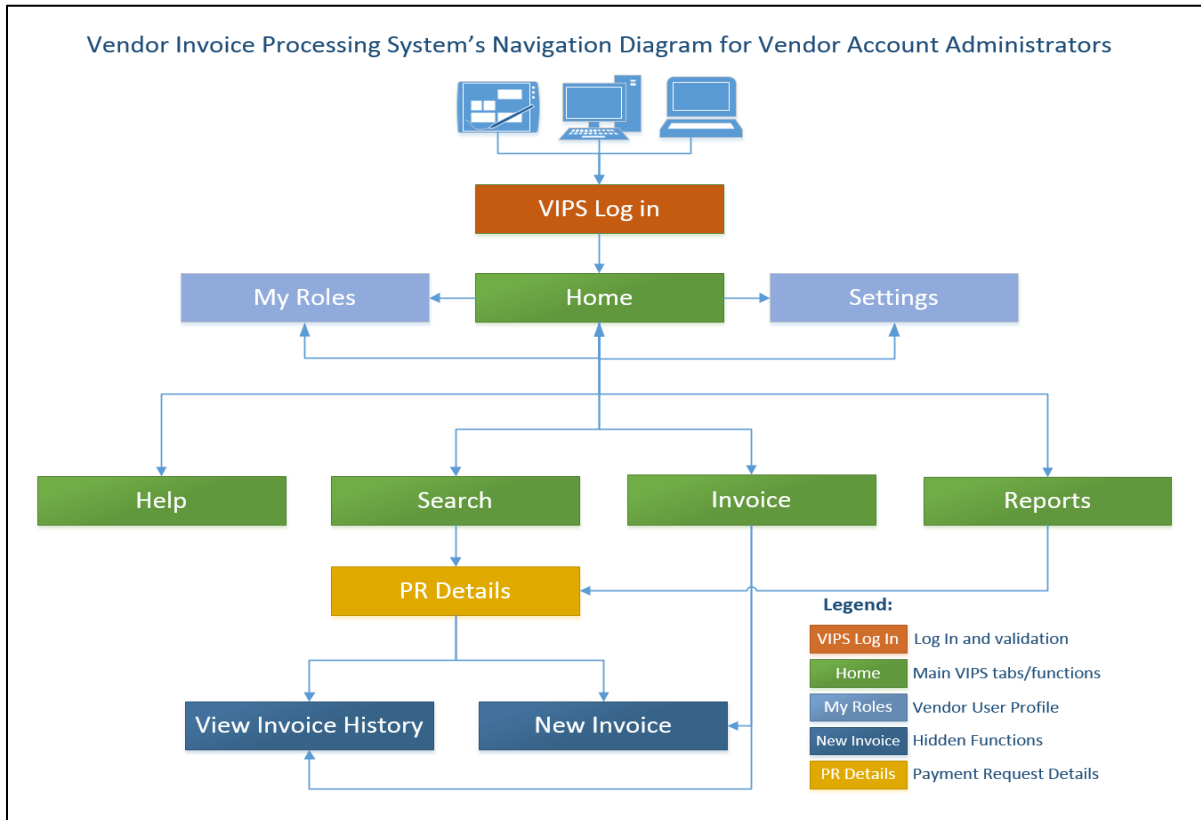 Vendor Invoice Processing System’s Navigation Diagram for Vendor Account Administrators
VIPS Log in
My Roles
Home
Settings
Help
Search
Invoice
Reports
PR Details
View Invoice History
New Invoice
Legend:
VIPS Log In Log In and validation
Home Main VIPS tabs/functions
My Roles Vendor User Profile
New Invoice Hidden Functions
PR Details Payment Request Details